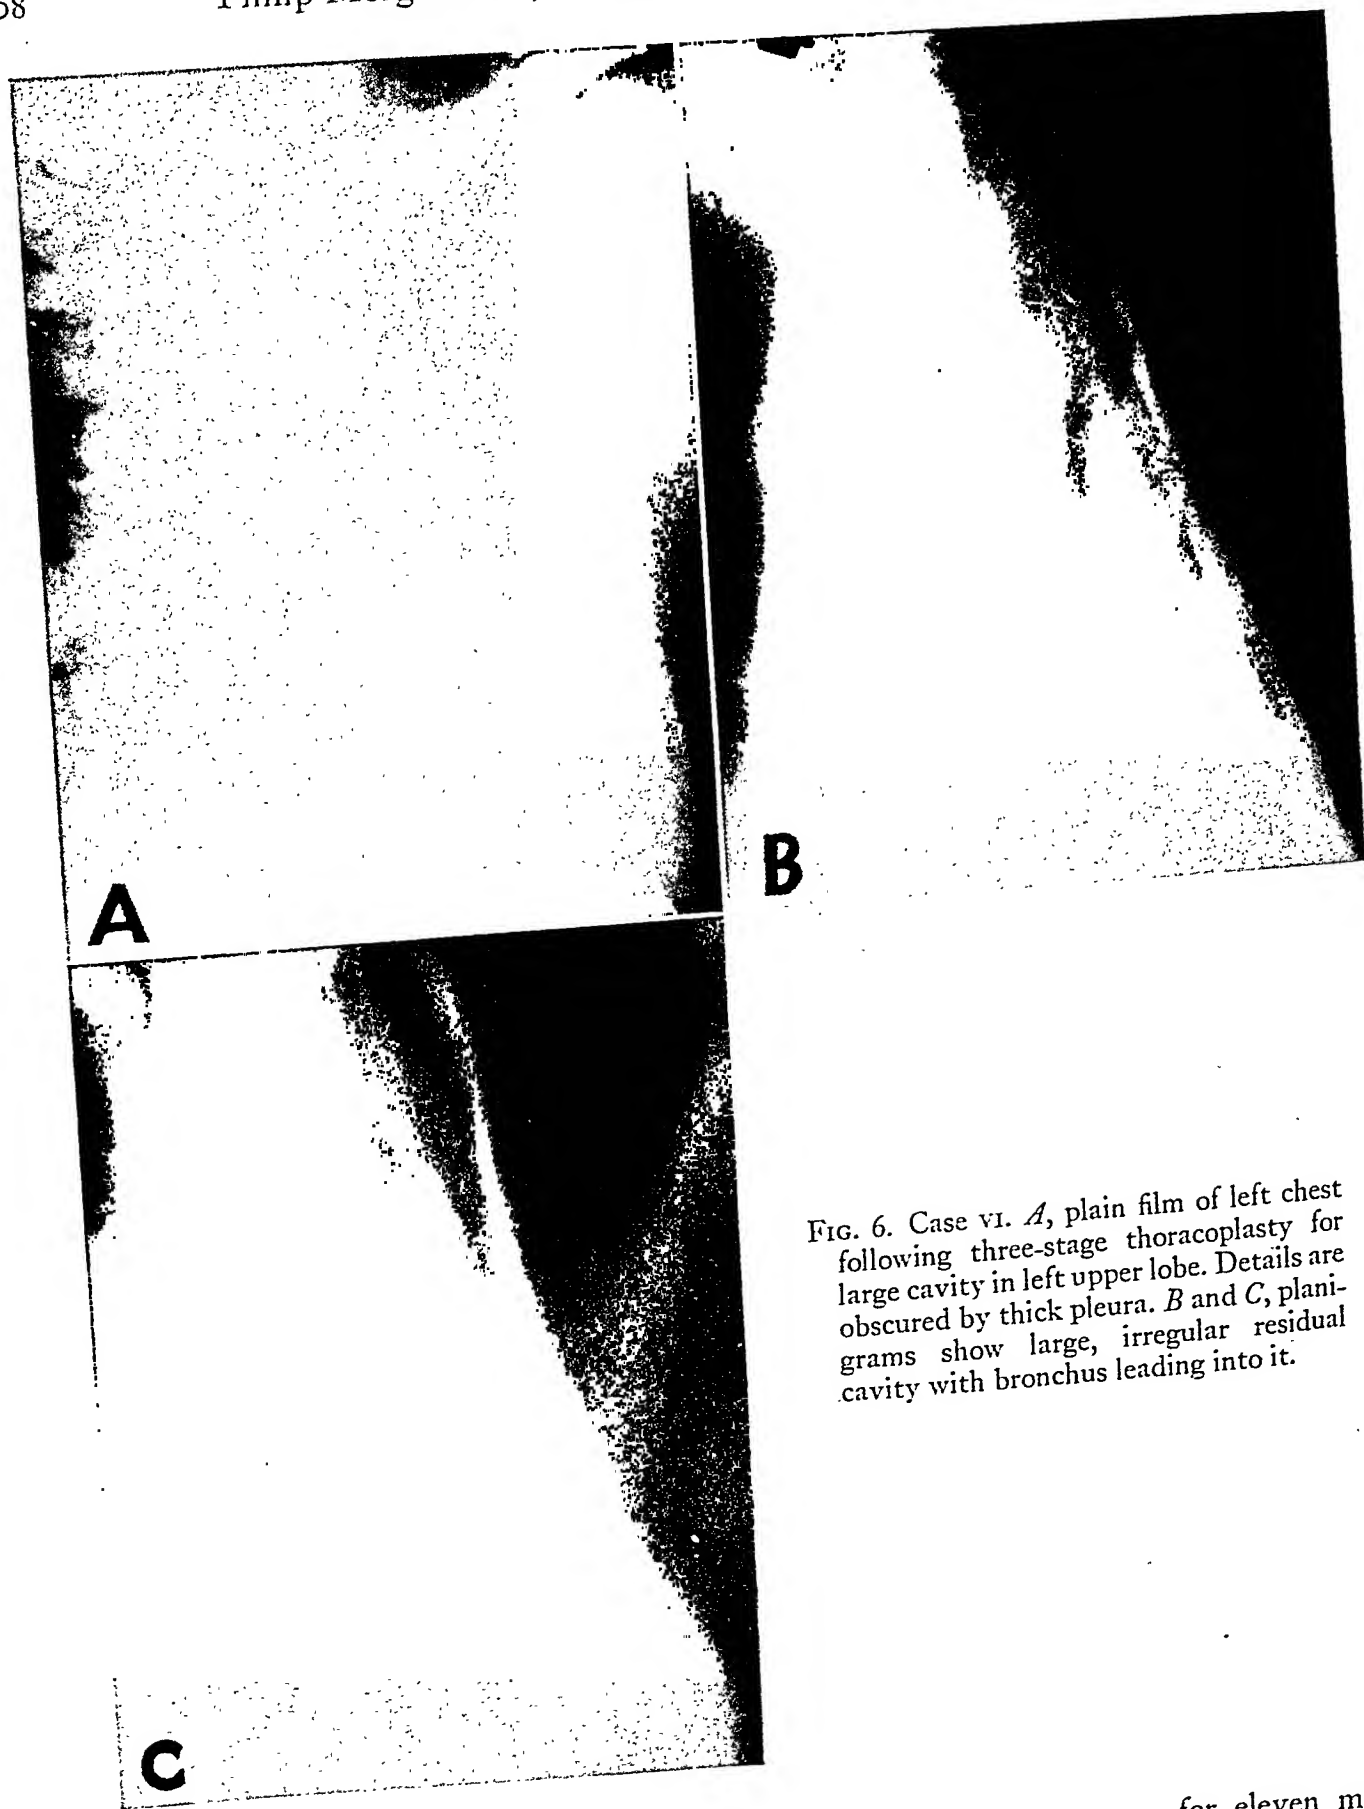 A
B
C
FIG. 6. Case VI. A, plain film of left chest
following three-stage thoracoplasty for
large cavity in left upper lobe. Details are
obscured by thick pleura. B and C, plani-
grams show large, irregular residual
cavity with bronchus leading into it.
for eleven